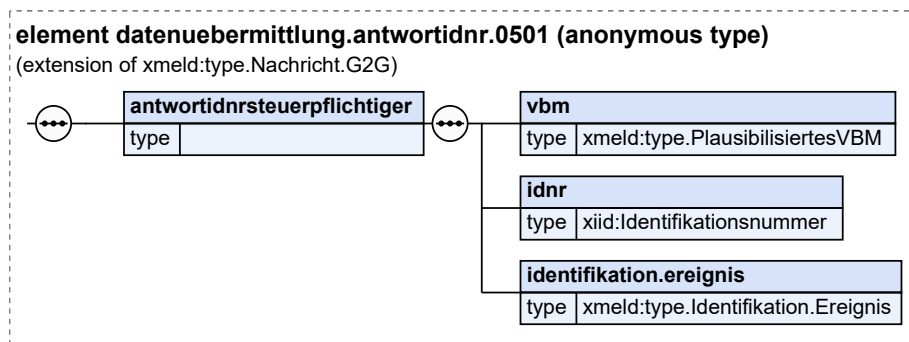 element datenuebermittlung.antwortidnr.0501 (anonymous type)
(extension of xmeld:type.Nachricht.G2G)
antwortidnrsteuerpflichtiger
type
vbm
type xmeld:type.PlausibilisiertesVBM
idnr
type xiid:Identifikationsnummer
identifikation.ereignis
type xmeld:type.Identifikation.Ereignis